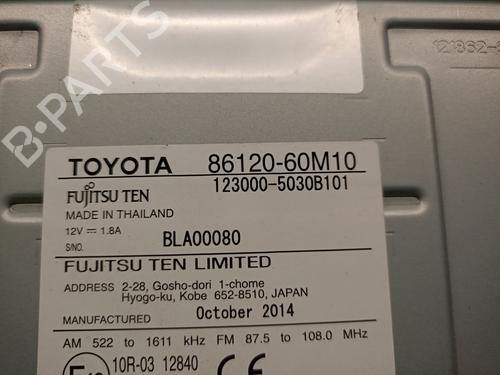 B-PARTS
121862-
TOYOTA 86120-60M10
FUJITSU TEN 123000-5030B101
MADE IN THAILAND
12V ⎓ 1.8A
S/NO. BLA00080
FUJITSU TEN LIMITED
ADDRESS 2-28, Gosho-dori 1-chome
Hyogo-ku, Kobe 652-8510, JAPAN
MANUFACTURED October 2014
AM 522 to 1611 kHz FM 87.5 to 108.0 MHz
10R-03 12840 CE